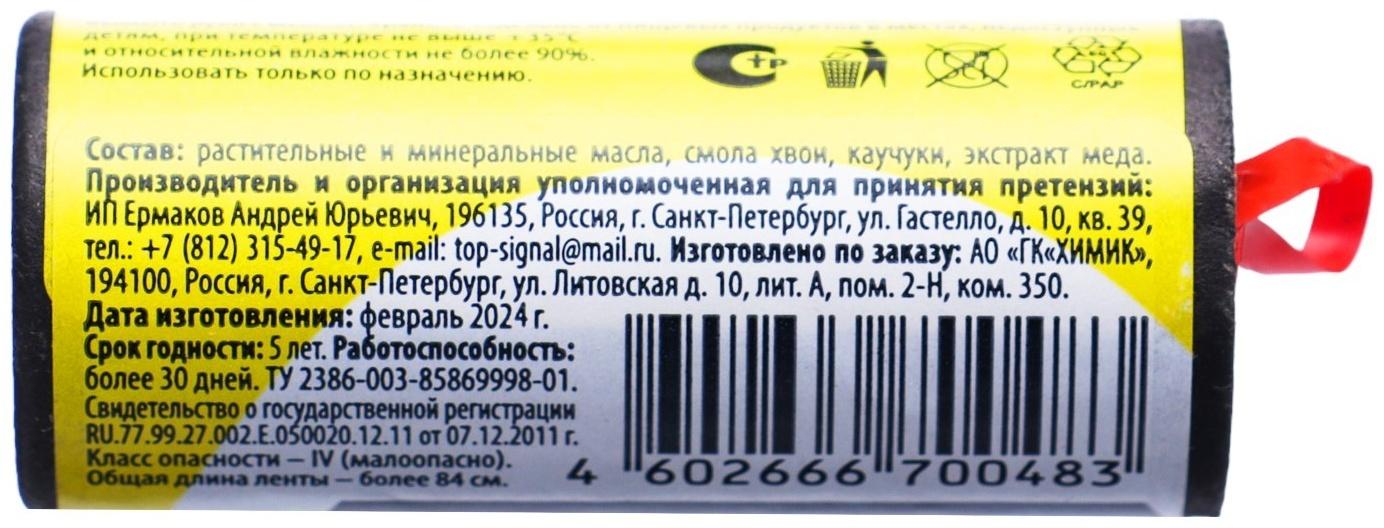 детям, при температуре не выше +35°С
и относительной влажности не более 90%.
Использовать только по назначению.
C/PAP
Состав: растительные и минеральные масла, смола хвои, каучуки, экстракт меда.
Производитель и организация уполномоченная для принятия претензий:
ИП Ермаков Андрей Юрьевич, 196135, Россия, г. Санкт-Петербург, ул. Гастелло, д. 10, кв. 39,
тел.: +7 (812) 315-49-17, e-mail: top-signal@mail.ru. Изготовлено по заказу: АО «ГК«ХИМИК»,
194100, Россия, г. Санкт-Петербург, ул. Литовская д. 10, лит. А, пом. 2-Н, ком. 350.
Дата изготовления: февраль 2024 г.
Срок годности: 5 лет. Работоспособность:
более 30 дней. ТУ 2386-003-85869998-01.
Свидетельство о государственной регистрации
RU.77.99.27.002.Е.050020.12.11 от 07.12.2011 г.
Класс опасности – IV (малоопасно).
Общая длина ленты – более 84 см.
4 602666 700483